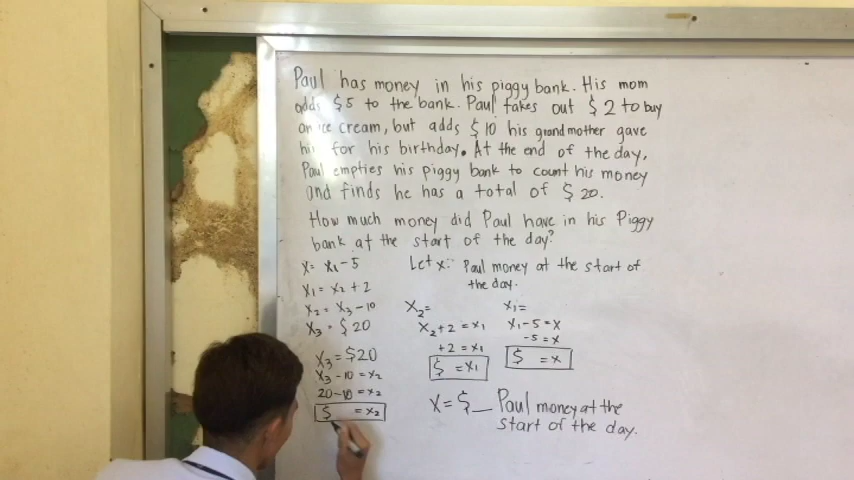 Paul has money in his piggy bank. His mom
adds $5 to the bank. Paul takes out $2 to buy
an ice cream, but adds $10 his grandmother gave
hi for his birthday. At the end of the day,
Paul empties his piggy bank to count his money
and finds he has a total of $20.
How much money did Paul have in his Piggy
bank at the start of the day?
x = x₁ - 5
x₁ = x₂ + 2
x₂ = x₃ - 10
x₃ = $20
x₃ = $20
x₃ - 10 = x₂
20 - 10 = x₂
$ = x₂
Let x: Paul money at the start of
the day.
x₂ =
x₂ + 2 = x₁
+2 = x₁
$ = x₁
x₁ =
x₁ - 5 = x
-5 = x
$ = x
x = $_ Paul money at the
start of the day.